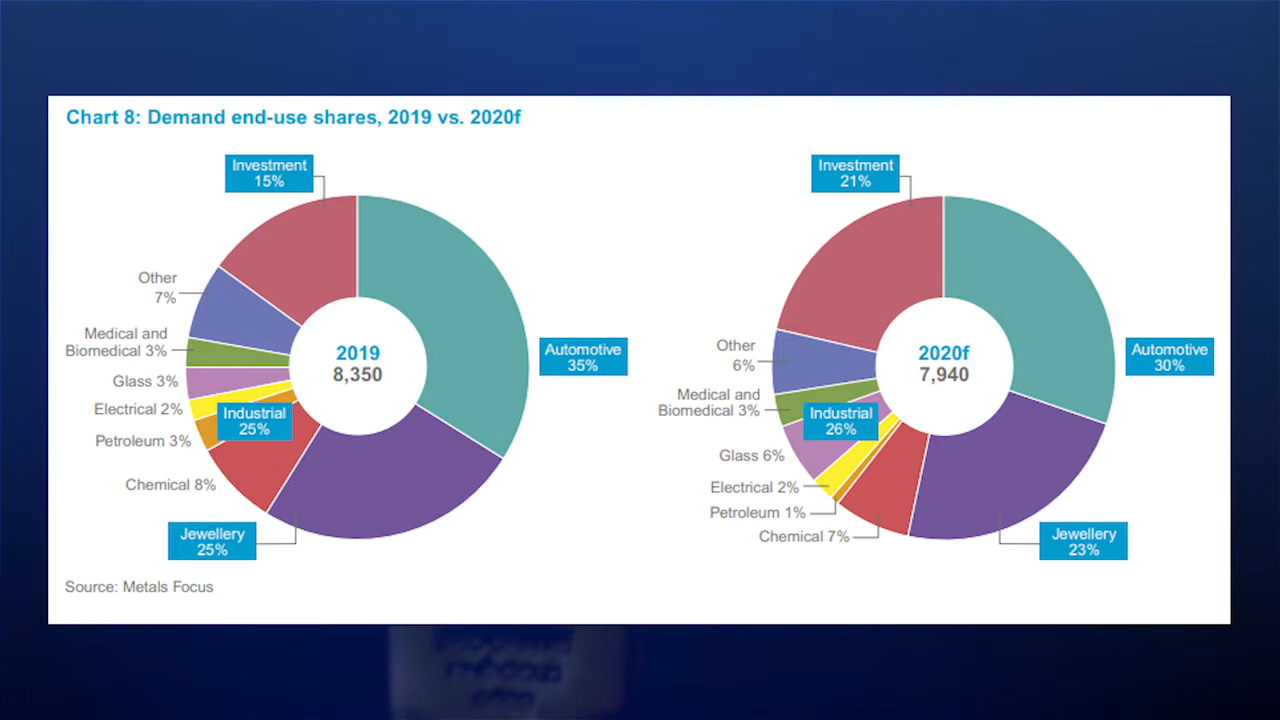 Chart 8: Demand end-use shares, 2019 vs. 2020f
Investment
15%
Other
7%
Medical and
Biomedical 3%
Glass 3%
Electrical 2%
Petroleum 3%
Chemical 8%
Industrial
25%
Jewellery
25%
Automotive
35%
2019
8,350
Investment
21%
Other
6%
Medical and
Biomedical 3%
Glass 6%
Electrical 2%
Petroleum 1%
Chemical 7%
Industrial
26%
Jewellery
23%
Automotive
30%
2020f
7,940
Source: Metals Focus